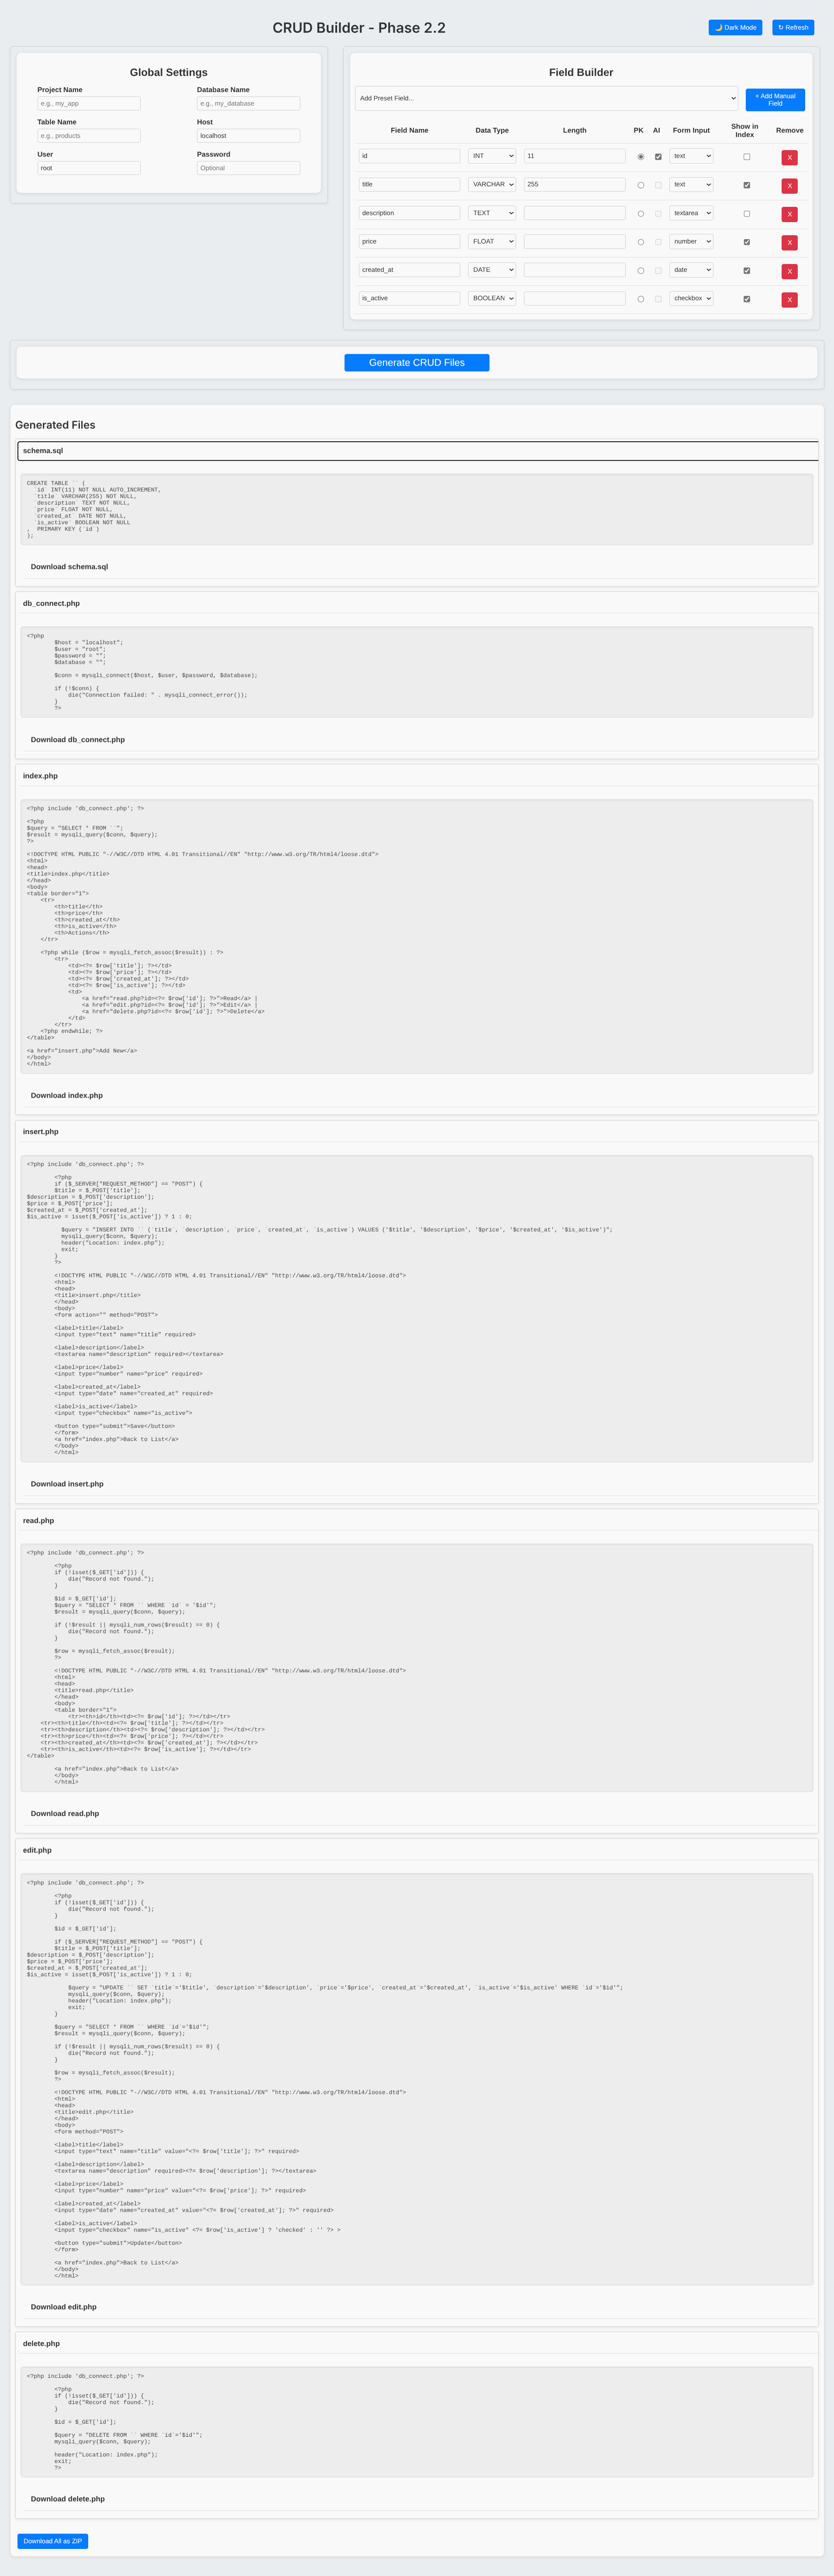 CRUD Builder - Phase 2.2
🌙 Dark Mode
↻ Refresh
Global Settings
Project Name
Database Name
e.g., my_app
e.g., my_database
Table Name
Host
e.g., products
localhost
User
Password
root
Optional
Field Builder
Add Preset Field...
+ Add Manual
Field
Field Name Data Type Length PK AI Form Input Show in Index Remove
id INT 11 text X
title VARCHAR 255 text X
description TEXT textarea X
price FLOAT number X
created_at DATE date X
is_active BOOLEAN checkbox X
Generate CRUD Files
Generated Files
schema.sql
CREATE TABLE `` (
  `id` INT(11) NOT NULL AUTO_INCREMENT,
  `title` VARCHAR(255) NOT NULL,
  `description` TEXT NOT NULL,
  `price` FLOAT NOT NULL,
  `created_at` DATE NOT NULL,
  `is_active` BOOLEAN NOT NULL
,  PRIMARY KEY (`id`)
);
Download schema.sql
db_connect.php
<?php
        $host = "localhost";
        $user = "root";
        $password = "";
        $database = "";

        $conn = mysqli_connect($host, $user, $password, $database);

        if (!$conn) {
            die("Connection failed: " . mysqli_connect_error());
        }
        ?>
Download db_connect.php
index.php
<?php include 'db_connect.php'; ?>

<?php
$query = "SELECT * FROM ``";
$result = mysqli_query($conn, $query);
?>

<!DOCTYPE HTML PUBLIC "-//W3C//DTD HTML 4.01 Transitional//EN" "http://www.w3.org/TR/html4/loose.dtd">
<html>
<head>
<title>index.php</title>
</head>
<body>
<table border="1">
    <tr>
        <th>title</th>
        <th>price</th>
        <th>created_at</th>
        <th>is_active</th>
        <th>Actions</th>
    </tr>

    <?php while ($row = mysqli_fetch_assoc($result)) : ?>
        <tr>
            <td><?= $row['title']; ?></td>
            <td><?= $row['price']; ?></td>
            <td><?= $row['created_at']; ?></td>
            <td><?= $row['is_active']; ?></td>
            <td>
                <a href="read.php?id=<?= $row['id']; ?>">Read</a> |
                <a href="edit.php?id=<?= $row['id']; ?>">Edit</a> |
                <a href="delete.php?id=<?= $row['id']; ?>">Delete</a>
            </td>
        </tr>
    <?php endwhile; ?>
</table>

<a href="insert.php">Add New</a>
</body>
</html>
Download index.php
insert.php
<?php include 'db_connect.php'; ?>

        <?php
        if ($_SERVER["REQUEST_METHOD"] == "POST") {
        $title = $_POST['title'];
$description = $_POST['description'];
$price = $_POST['price'];
$created_at = $_POST['created_at'];
$is_active = isset($_POST['is_active']) ? 1 : 0;

          $query = "INSERT INTO `` (`title`, `description`, `price`, `created_at`, `is_active`) VALUES ('$title', '$description', '$price', '$created_at', '$is_active')";
          mysqli_query($conn, $query);
          header("Location: index.php");
          exit;
        }
        ?>

        <!DOCTYPE HTML PUBLIC "-//W3C//DTD HTML 4.01 Transitional//EN" "http://www.w3.org/TR/html4/loose.dtd">
        <html>
        <head>
        <title>insert.php</title>
        </head>
        <body>
        <form action="" method="POST">

        <label>title</label>
        <input type="text" name="title" required>

        <label>description</label>
        <textarea name="description" required></textarea>

        <label>price</label>
        <input type="number" name="price" required>

        <label>created_at</label>
        <input type="date" name="created_at" required>

        <label>is_active</label>
        <input type="checkbox" name="is_active">

        <button type="submit">Save</button>
        </form>
        <a href="index.php">Back to List</a>
        </body>
        </html>
Download insert.php
read.php
<?php include 'db_connect.php'; ?>

        <?php
        if (!isset($_GET['id'])) {
            die("Record not found.");
        }

        $id = $_GET['id'];
        $query = "SELECT * FROM `` WHERE `id` = '$id'";
        $result = mysqli_query($conn, $query);

        if (!$result || mysqli_num_rows($result) == 0) {
            die("Record not found.");
        }

        $row = mysqli_fetch_assoc($result);
        ?>

        <!DOCTYPE HTML PUBLIC "-//W3C//DTD HTML 4.01 Transitional//EN" "http://www.w3.org/TR/html4/loose.dtd">
        <html>
        <head>
        <title>read.php</title>
        </head>
        <body>
        <table border="1">
            <tr><th>id</th><td><?= $row['id']; ?></td></tr>
    <tr><th>title</th><td><?= $row['title']; ?></td></tr>
    <tr><th>description</th><td><?= $row['description']; ?></td></tr>
    <tr><th>price</th><td><?= $row['price']; ?></td></tr>
    <tr><th>created_at</th><td><?= $row['created_at']; ?></td></tr>
    <tr><th>is_active</th><td><?= $row['is_active']; ?></td></tr>
</table>

        <a href="index.php">Back to List</a>
        </body>
        </html>
Download read.php
edit.php
<?php include 'db_connect.php'; ?>

        <?php
        if (!isset($_GET['id'])) {
            die("Record not found.");
        }

        $id = $_GET['id'];

        if ($_SERVER["REQUEST_METHOD"] == "POST") {
        $title = $_POST['title'];
$description = $_POST['description'];
$price = $_POST['price'];
$created_at = $_POST['created_at'];
$is_active = isset($_POST['is_active']) ? 1 : 0;

            $query = "UPDATE `` SET `title`='$title', `description`='$description', `price`='$price', `created_at`='$created_at', `is_active`='$is_active' WHERE `id`='$id'";
            mysqli_query($conn, $query);
            header("Location: index.php");
            exit;
        }

        $query = "SELECT * FROM `` WHERE `id`='$id'";
        $result = mysqli_query($conn, $query);

        if (!$result || mysqli_num_rows($result) == 0) {
            die("Record not found.");
        }

        $row = mysqli_fetch_assoc($result);
        ?>

        <!DOCTYPE HTML PUBLIC "-//W3C//DTD HTML 4.01 Transitional//EN" "http://www.w3.org/TR/html4/loose.dtd">
        <html>
        <head>
        <title>edit.php</title>
        </head>
        <body>
        <form method="POST">

        <label>title</label>
        <input type="text" name="title" value="<?= $row['title']; ?>" required>

        <label>description</label>
        <textarea name="description" required><?= $row['description']; ?></textarea>

        <label>price</label>
        <input type="number" name="price" value="<?= $row['price']; ?>" required>

        <label>created_at</label>
        <input type="date" name="created_at" value="<?= $row['created_at']; ?>" required>

        <label>is_active</label>
        <input type="checkbox" name="is_active" <?= $row['is_active'] ? 'checked' : '' ?> >

        <button type="submit">Update</button>
        </form>

        <a href="index.php">Back to List</a>
        </body>
        </html>
Download edit.php
delete.php
<?php include 'db_connect.php'; ?>

        <?php
        if (!isset($_GET['id'])) {
            die("Record not found.");
        }

        $id = $_GET['id'];

        $query = "DELETE FROM `` WHERE `id`='$id'";
        mysqli_query($conn, $query);

        header("Location: index.php");
        exit;
        ?>
Download delete.php
Download All as ZIP